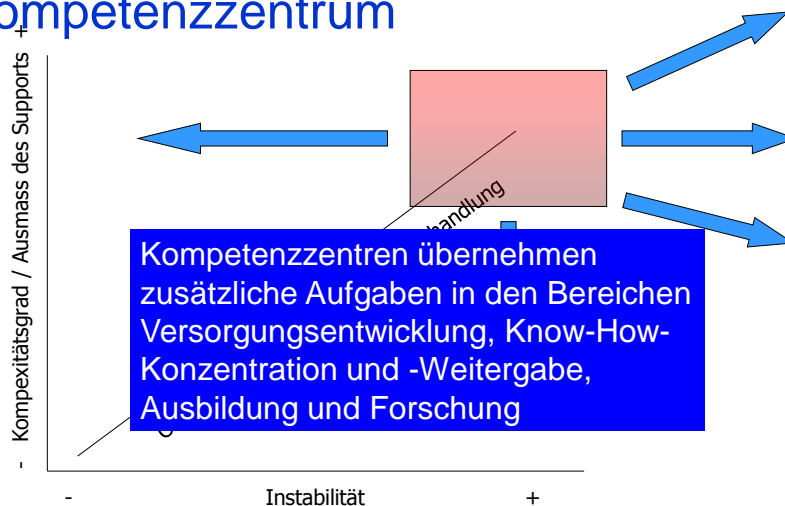 ompetenzzentrum
- Kompexitätsgrad / Ausmass des Supports +
handlung
Kompetenzzentren übernehmen
zusätzliche Aufgaben in den Bereichen
Versorgungsentwicklung, Know-How-
Konzentration und -Weitergabe,
Ausbildung und Forschung
- Instabilität +